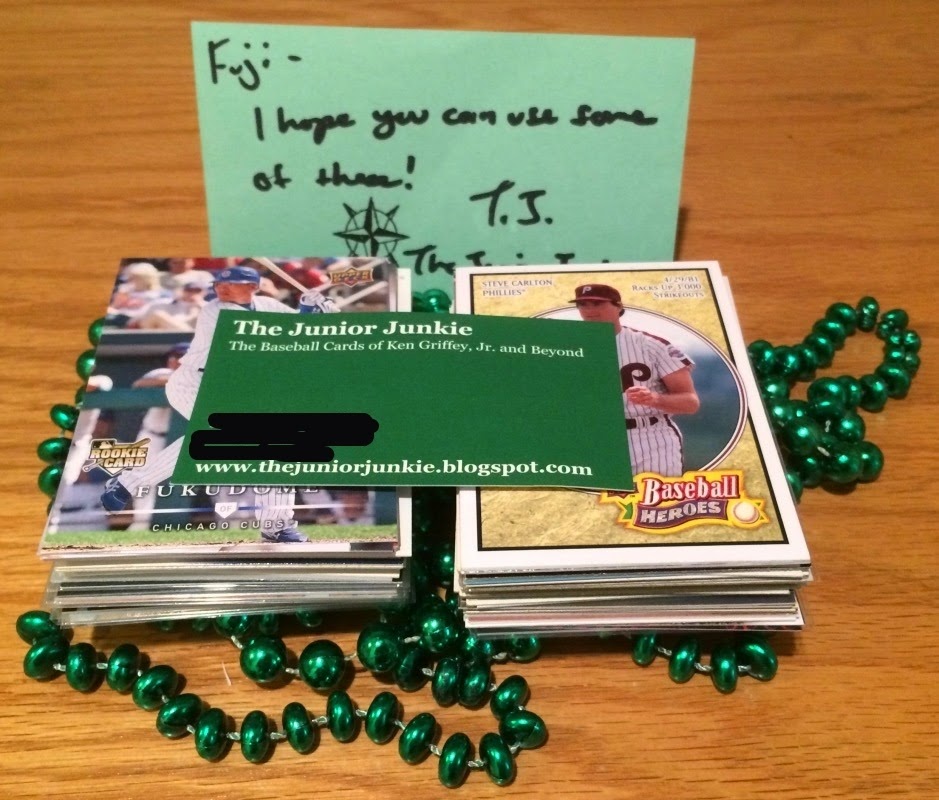 Fuji -
I hope you can use some
of these!
T.J.
The Junior Junkie
The Baseball Cards of Ken Griffey, Jr. and Beyond
www.thejuniorjunkie.blogspot.com
ROOKIE
CARD
FUKUDOME
OF
CHICAGO CUBS
STEVE CARLTON
PHILLIES
4/29/81
RACKS UP 3,000
STRIKEOUTS
P
Baseball
HEROES